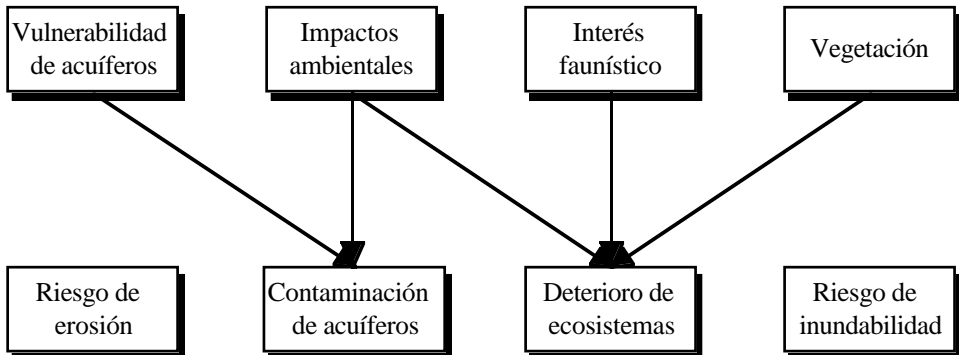 Vulnerabilidad
de acuíferos
Impactos
ambientales
Interés
faunístico
Vegetación
Riesgo de
erosión
Contaminación
de acuíferos
Deterioro de
ecosistemas
Riesgo de
inundabilidad